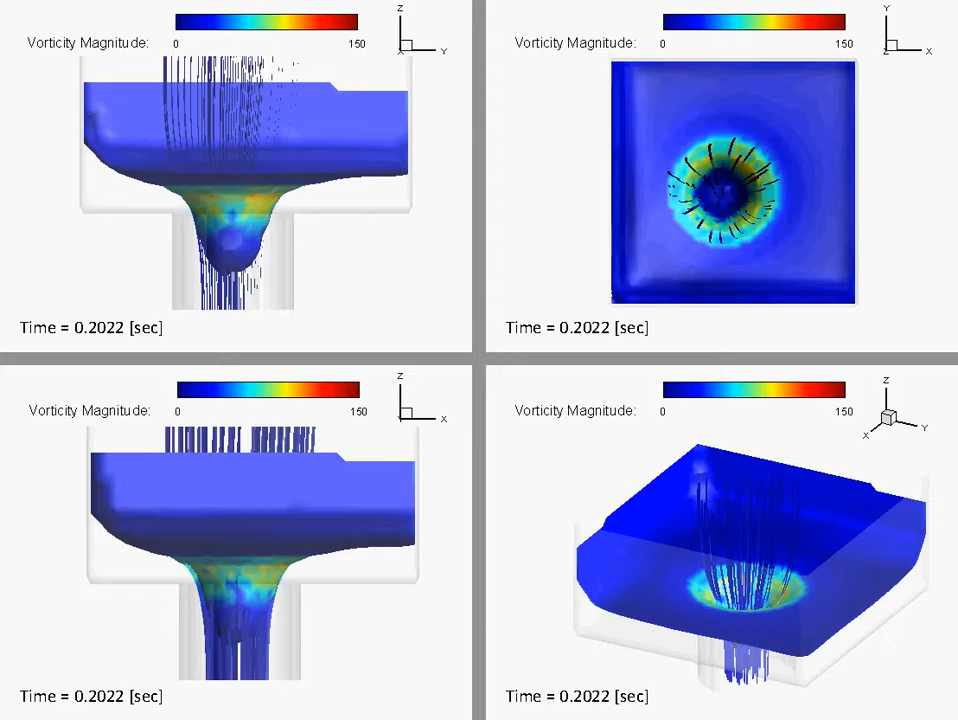 Z
Vorticity Magnitude: 0 150
X Y
Time = 0.2022 [sec]
Y
Vorticity Magnitude: 0 150
Z X
Time = 0.2022 [sec]
Z
Vorticity Magnitude: 0 150
X
Time = 0.2022 [sec]
Z
Vorticity Magnitude: 0 150
X Y
Time = 0.2022 [sec]